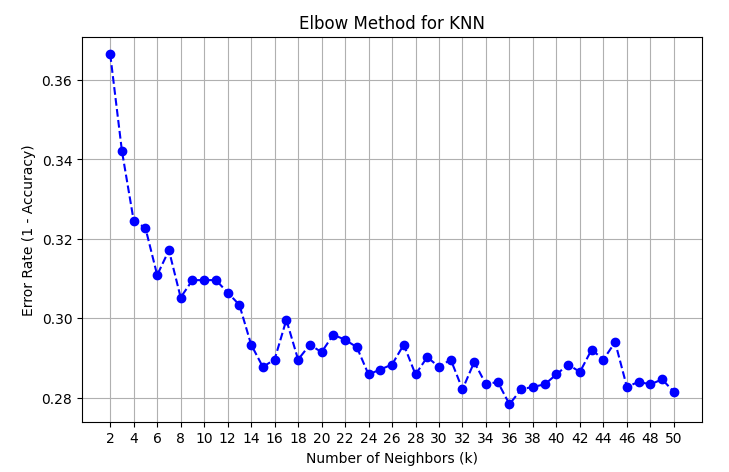 Elbow Method for KNN
Error Rate (1 - Accuracy)
0.36
0.34
0.32
0.30
0.28
2 4 6 8 10 12 14 16 18 20 22 24 26 28 30 32 34 36 38 40 42 44 46 48 50
Number of Neighbors (k)